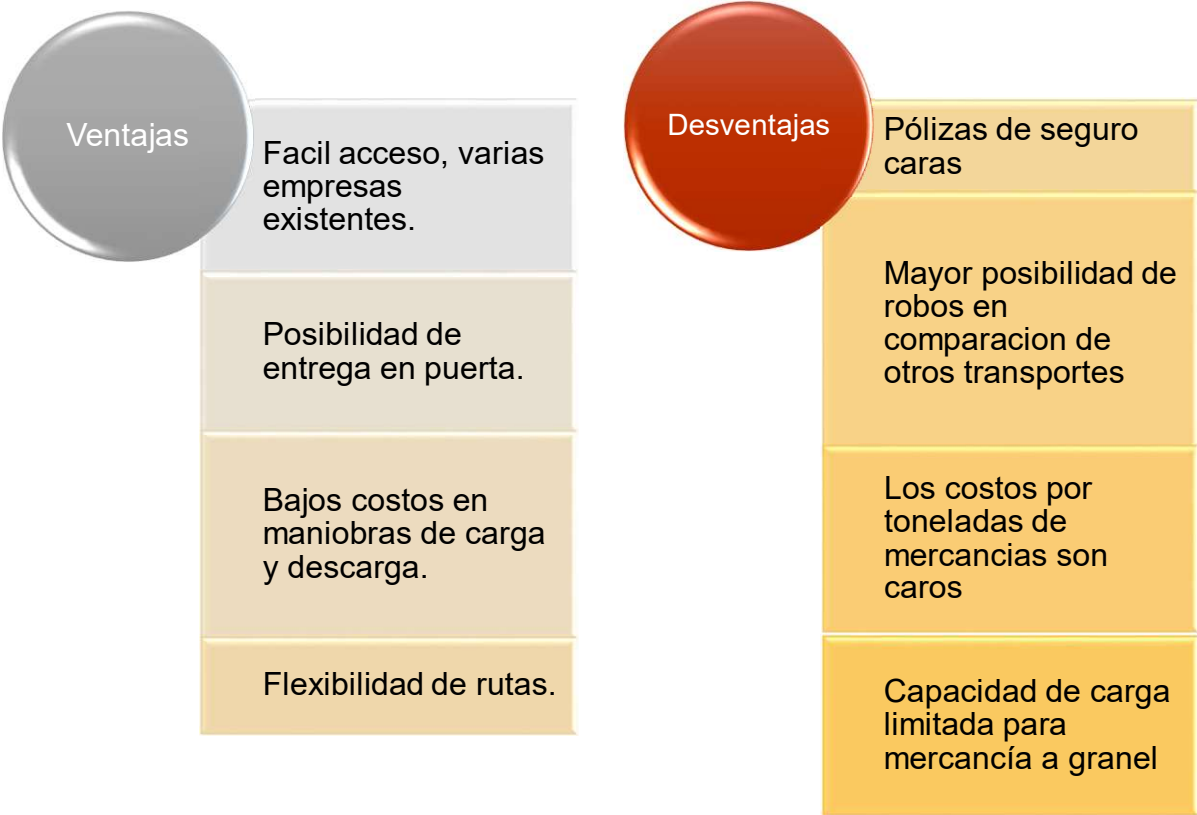 Ventajas
Facil acceso, varias
empresas
existentes.
Posibilidad de
entrega en puerta.
Bajos costos en
maniobras de carga
y descarga.
Flexibilidad de rutas.
Desventajas
Pólizas de seguro
caras
Mayor posibilidad de
robos en
comparacion de
otros transportes
Los costos por
toneladas de
mercancias son
caros
Capacidad de carga
limitada para
mercancía a granel